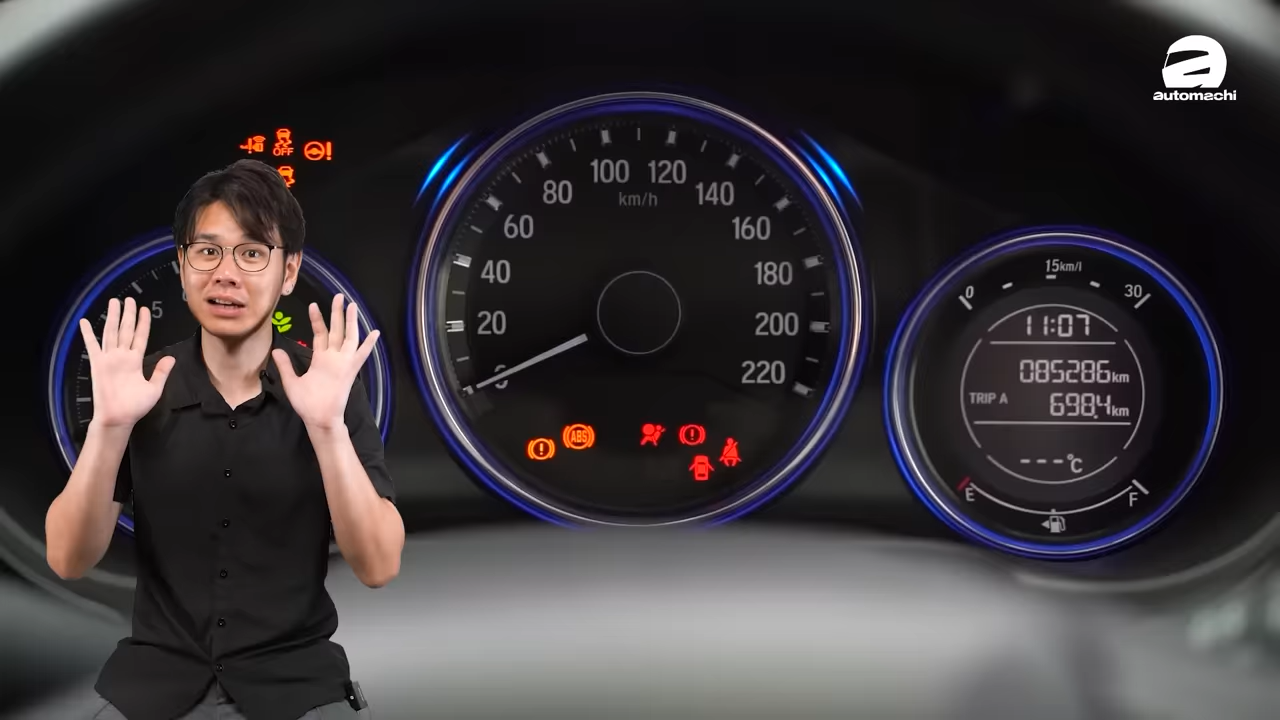 automachi
OFF
100 120
80 140
km/h
60 160
40 180
20 200
0 220
5
ABS
15km/l
0 30
11:07
085286km
TRIP A 698.4km
---°C
E F